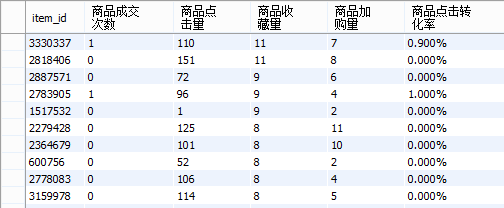 item_id 商品成交次数 商品点击量 商品收藏量 商品加购量 商品点击转化率
3330337 1 110 11 7 0.900%
2818406 0 151 11 8 0.000%
2887571 0 72 9 6 0.000%
2783905 1 96 9 4 1.000%
1517532 0 1 9 2 0.000%
2279428 0 125 8 11 0.000%
2364679 0 101 8 10 0.000%
600756 0 52 8 2 0.000%
2778083 0 106 8 4 0.000%
3159978 0 114 8 5 0.000%